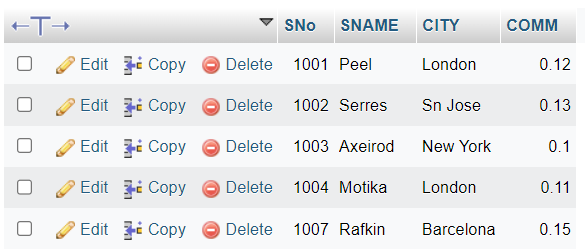 SNo SNAME CITY COMM
Edit Copy Delete 1001 Peel London 0.12
Edit Copy Delete 1002 Serres Sn Jose 0.13
Edit Copy Delete 1003 Axeirod New York 0.1
Edit Copy Delete 1004 Motika London 0.11
Edit Copy Delete 1007 Rafkin Barcelona 0.15